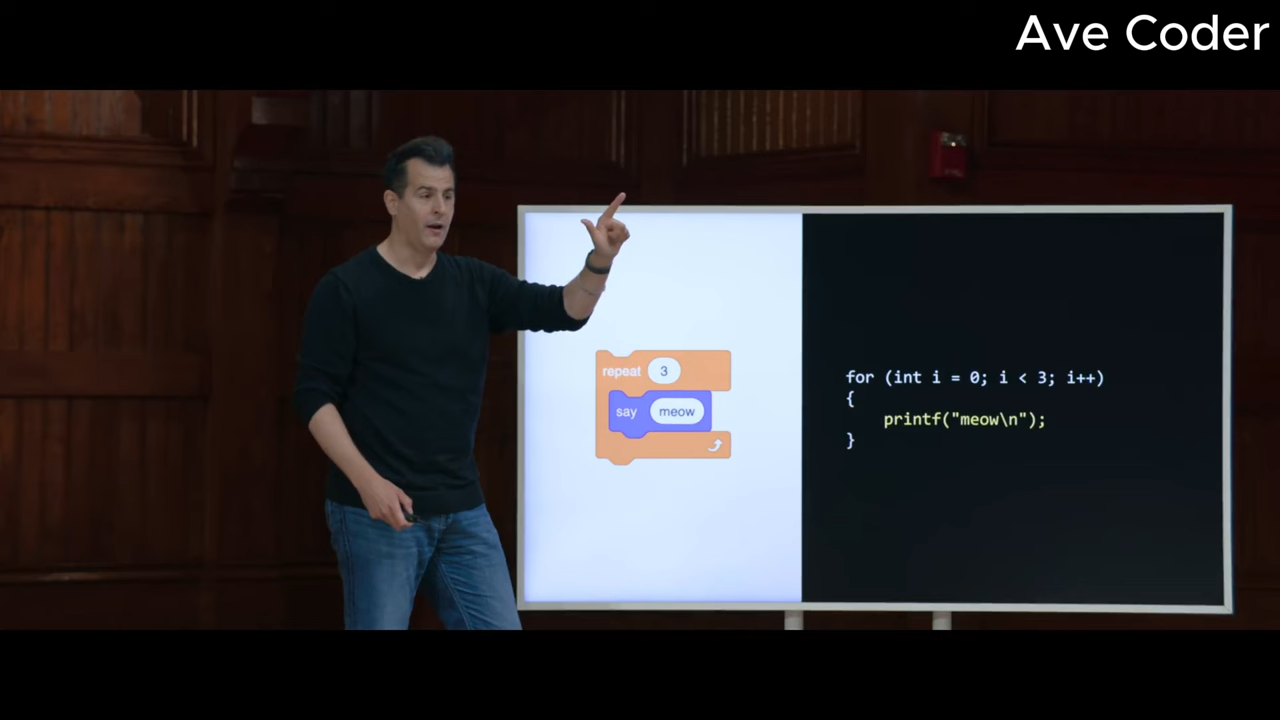 Ave Coder
repeat 3
say meow
for (int i = 0; i < 3; i++)
{
    printf("meow\n");
}